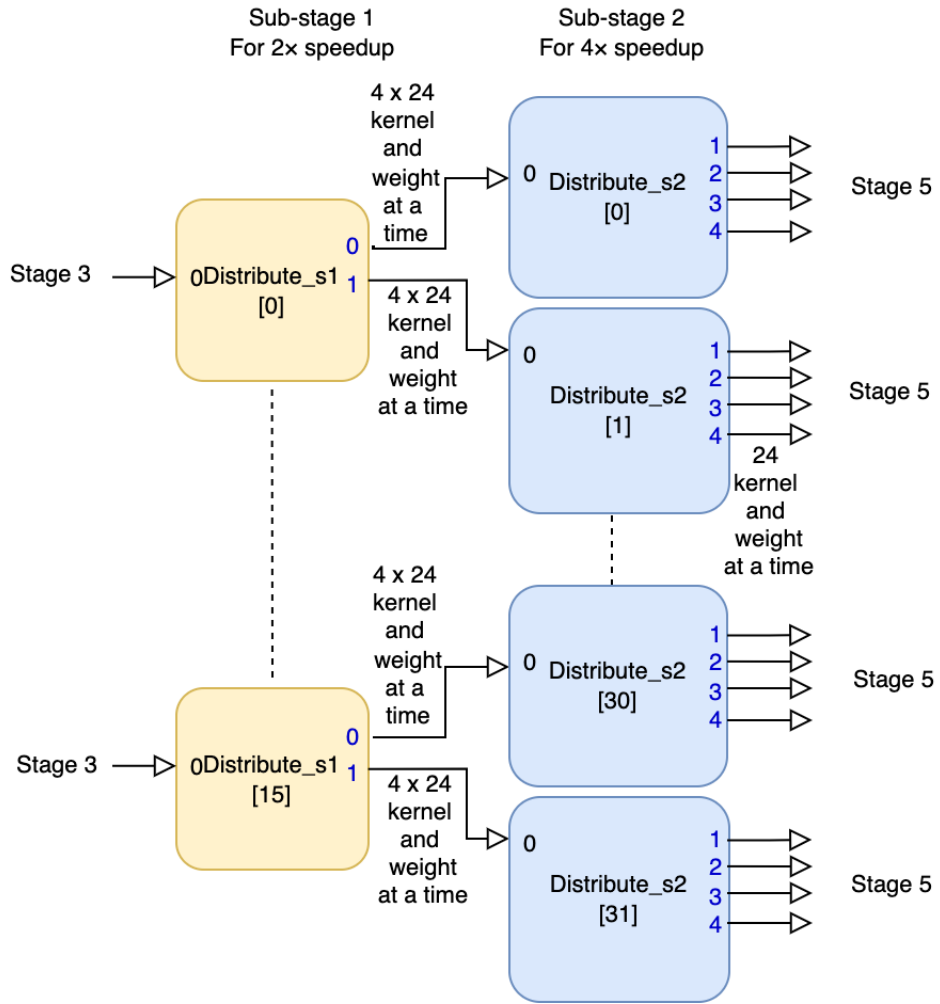 Sub-stage 1
For 2× speedup
Sub-stage 2
For 4× speedup
4 x 24
kernel
and
weight
at a
time
Stage 3
0Distribute_s1
[0]
0
1
4 x 24
kernel
and
weight
at a time
0
Distribute_s2
[0]
1
2
3
4
Stage 5
0
Distribute_s2
[1]
1
2
3
4
Stage 5
24
kernel
and
weight
at a time
4 x 24
kernel
and
weight
at a
time
Stage 3
0Distribute_s1
[15]
0
1
4 x 24
kernel
and
weight
at a time
0
Distribute_s2
[30]
1
2
3
4
Stage 5
0
Distribute_s2
[31]
1
2
3
4
Stage 5